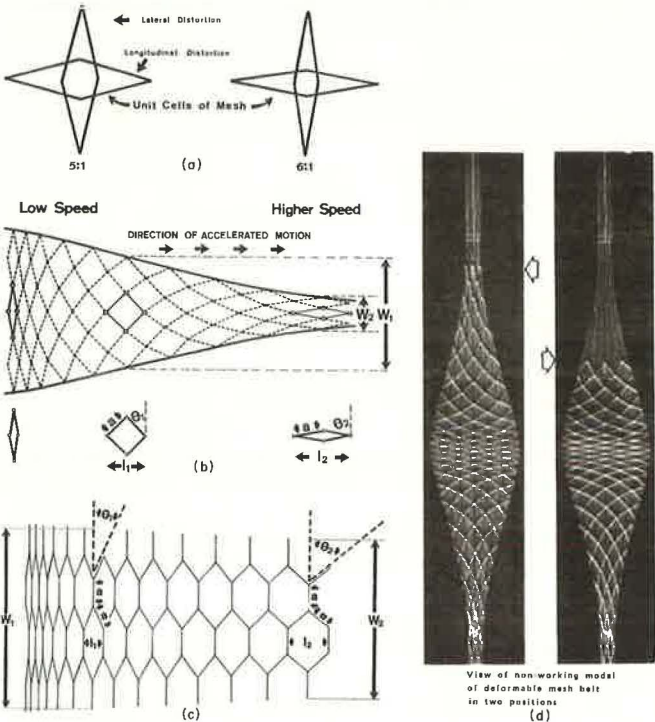 Lateral Distortion
Longitudinal Distortion
Unit Cells of Mesh
5:1
(a)
6:1
Low Speed
Higher Speed
DIRECTION OF ACCELERATED MOTION
W₂
W₁
a
θ₁
a
θ₂
l₁
(b)
l₂
θ₁
θ₂
a
a
a
a
W₁
l₁
l₂
W₂
(c)
View of non-working model
of deformable mesh belt
in two positions
(d)